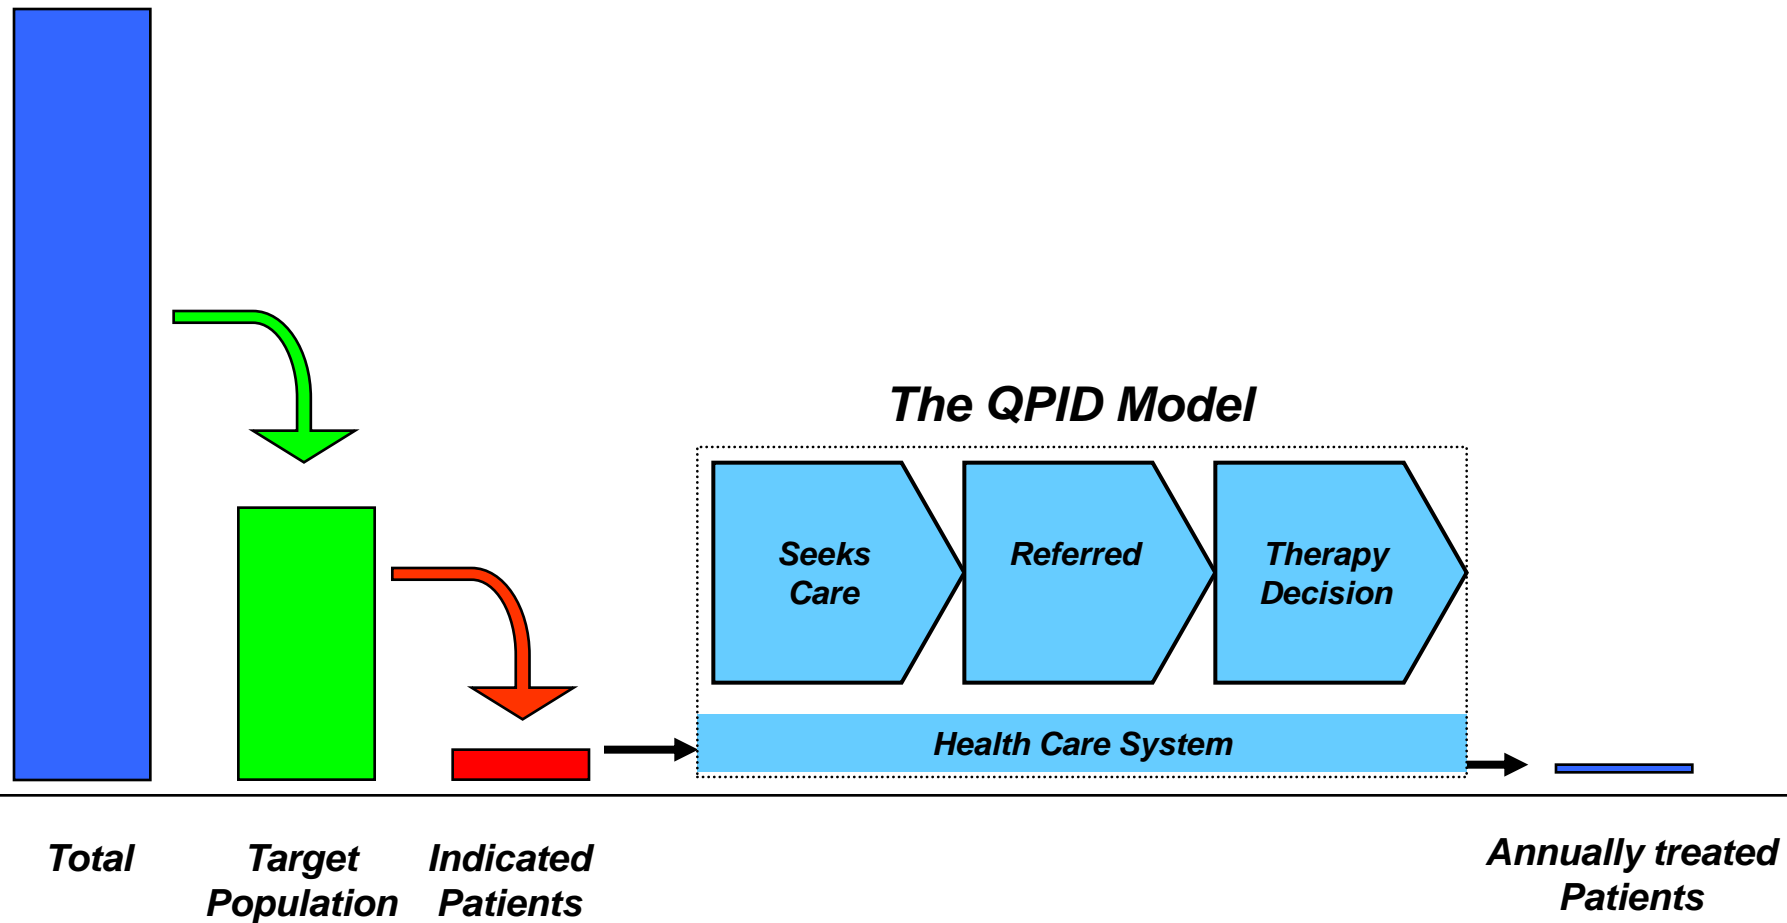 The QPID Model
Seeks
Care
Referred
Therapy
Decision
Health Care System
Total
Target
Population
Indicated
Patients
Annually treated
Patients